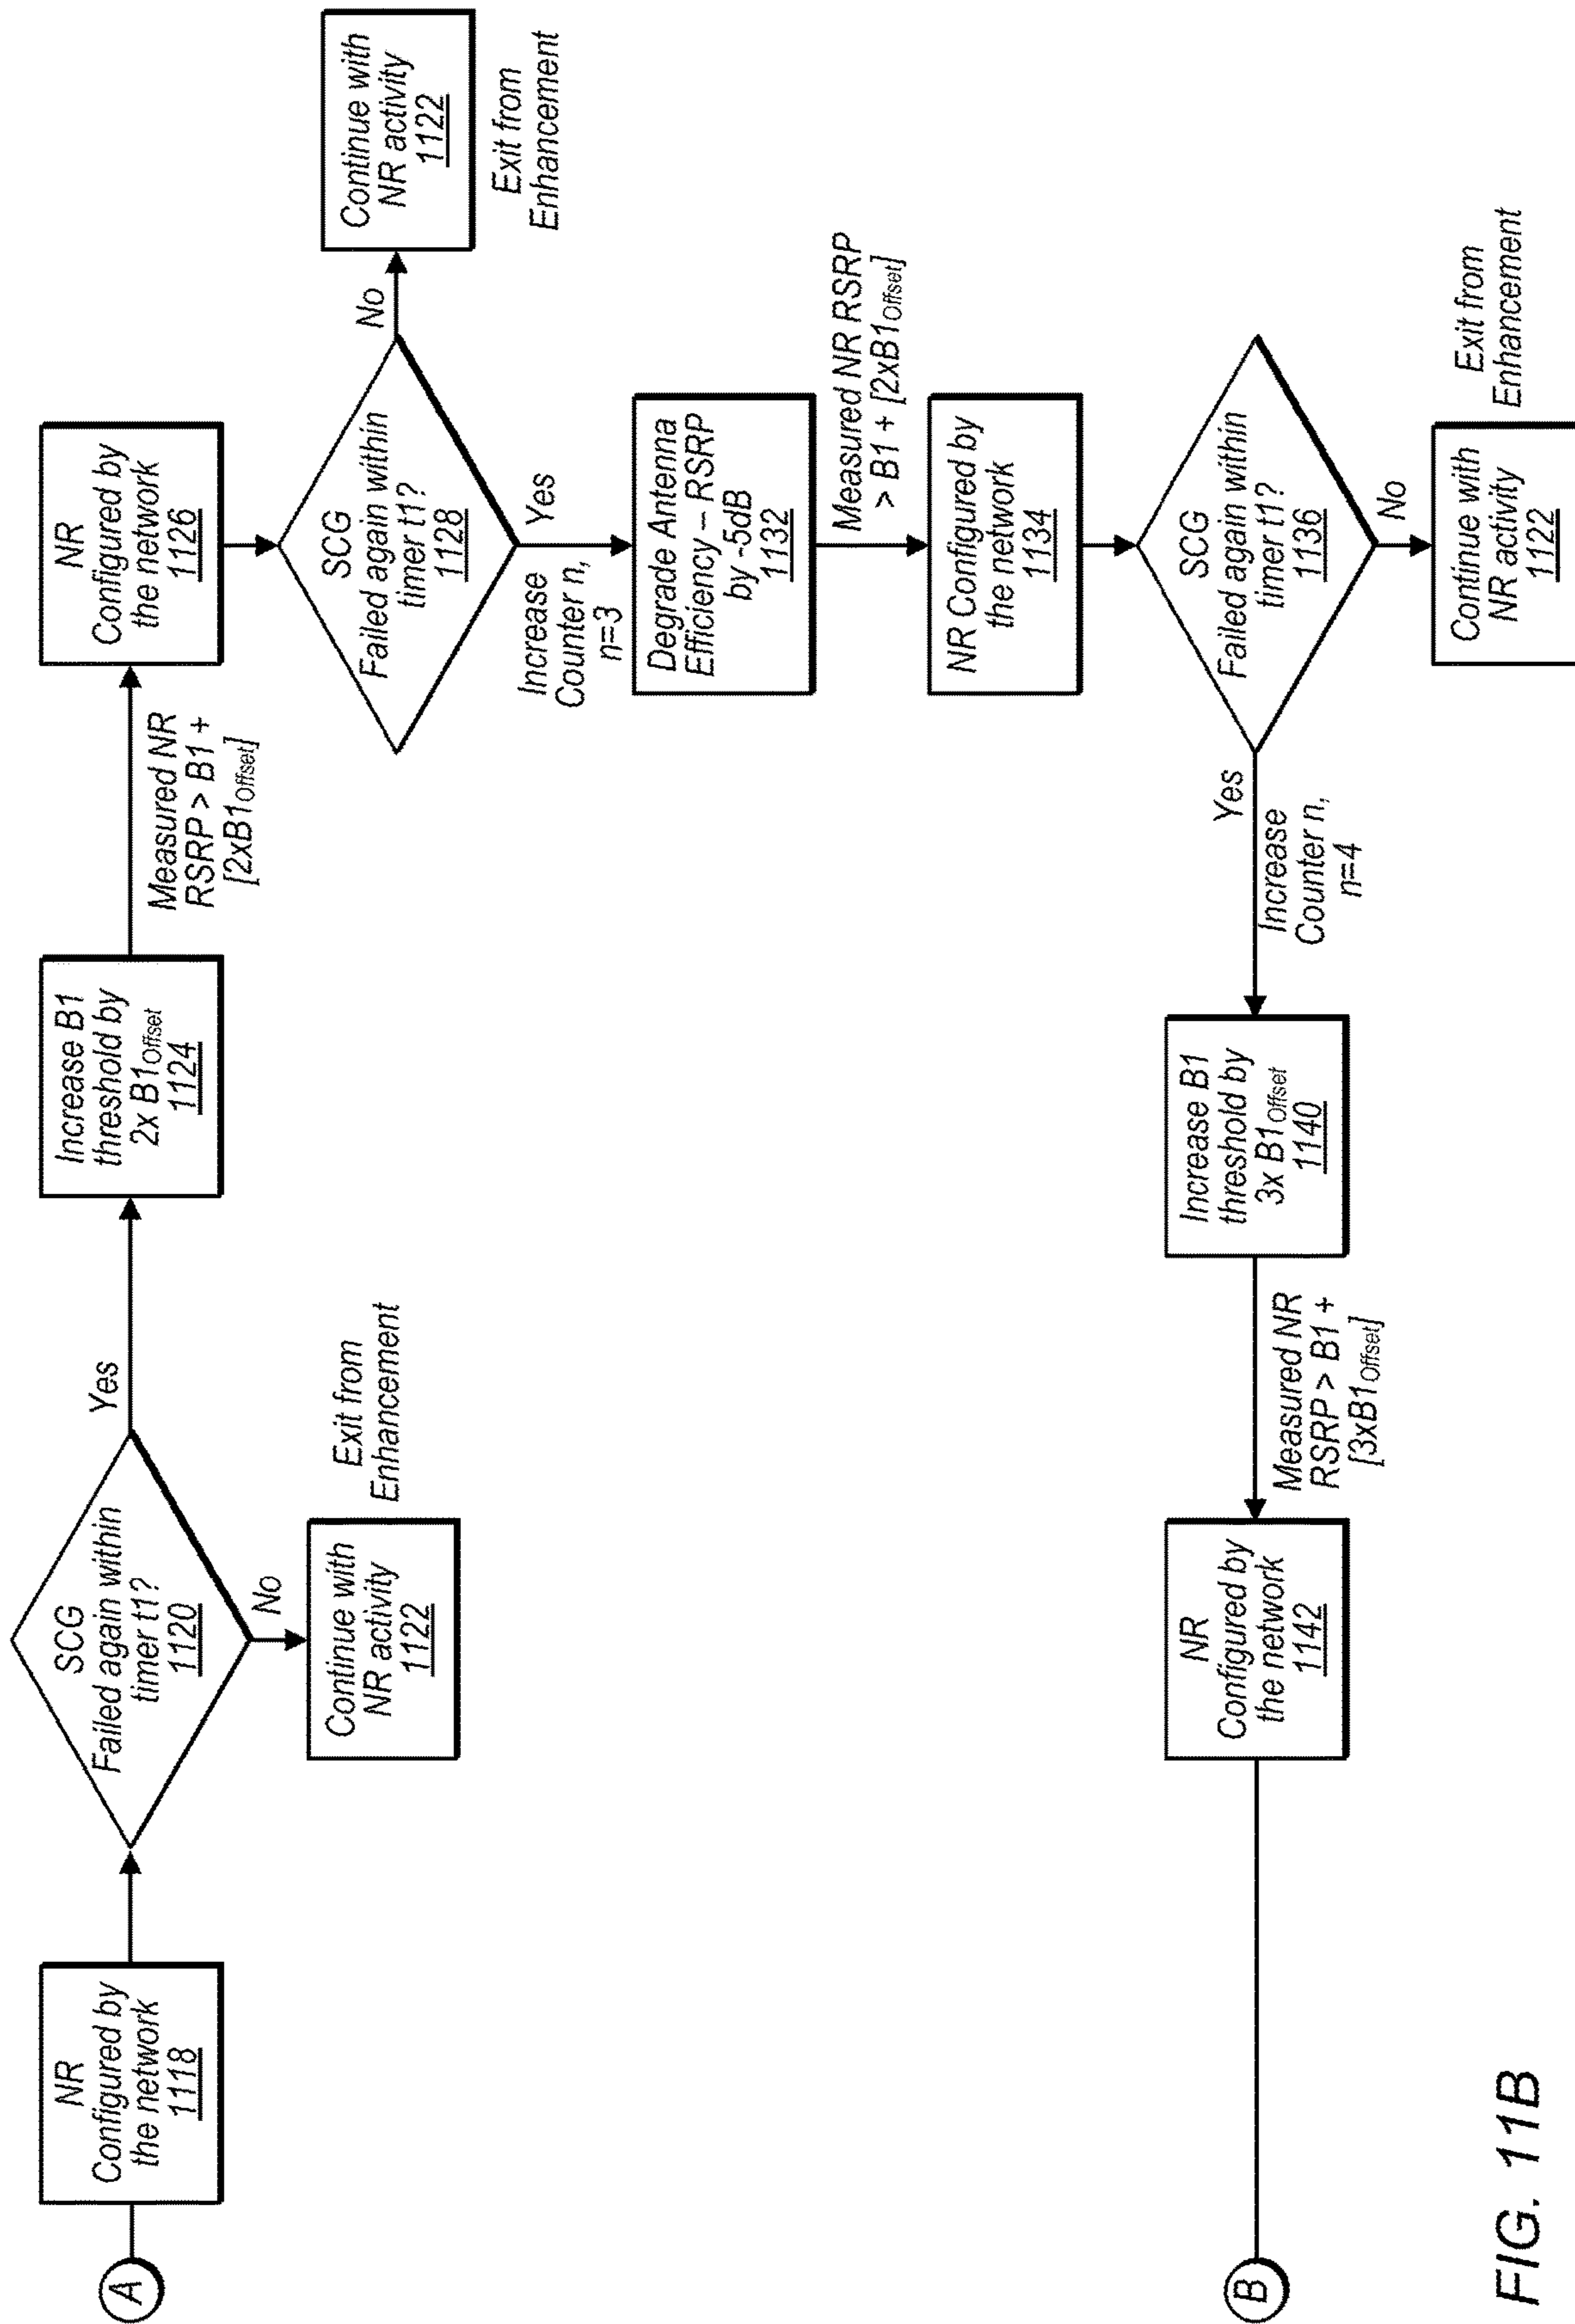 A
NR
Configured by
the network
1118
SCG
Failed again within
timer t1?
1120
Yes
No
Continue with
NR activity
1122
Exit from
Enhancement
Increase B1
threshold by
2x B1Offset
1124
Measured NR
RSRP > B1 +
[2xB1Offset]
NR
Configured by
the network
1126
SCG
Failed again within
timer t1?
1128
No
Continue with
NR activity
1122
Exit from
Enhancement
Yes
Increase
Counter n,
n=3
Degrade Antenna
Efficiency – RSRP
by -5dB
1132
Measured NR RSRP
> B1 + [2xB1Offset]
NR Configured by
the network
1134
SCG
Failed again within
timer t1?
1136
No
Continue with
NR activity
1122
Exit from
Enhancement
Yes
Increase
Counter n,
n=4
Increase B1
threshold by
3x B1Offset
1140
Measured NR
RSRP > B1 +
[3xB1Offset]
NR
Configured by
the network
1142
B
FIG. 11B